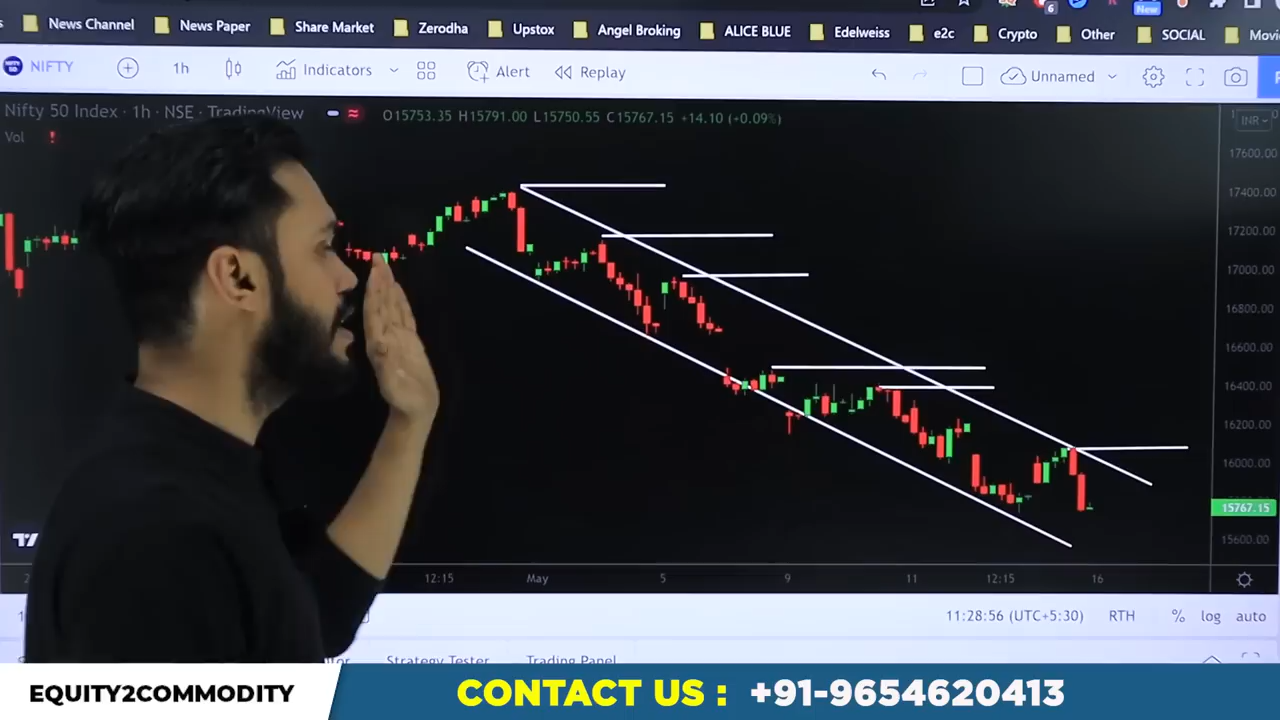 News Channel News Paper Share Market Zerodha Upstox Angel Broking ALICE BLUE Edelweiss e2c Crypto Other SOCIAL Movi
6 New
NIFTY 1h Indicators Alert Replay Unnamed
Nifty 50 Index · 1h · NSE · TradingView O15753.35 H15791.00 L15750.55 C15767.15 +14.10 (+0.09%)
INR
Vol !
17600.00
17400.00
17200.00
17000.00
16800.00
16600.00
16400.00
16200.00
16000.00
15767.15
15600.00
12:15 May 5 9 11 12:15 16
11:28:56 (UTC+5:30) RTH % log auto
Strategy Tester Trading Panel
EQUITY2COMMODITY
CONTACT US : +91-9654620413